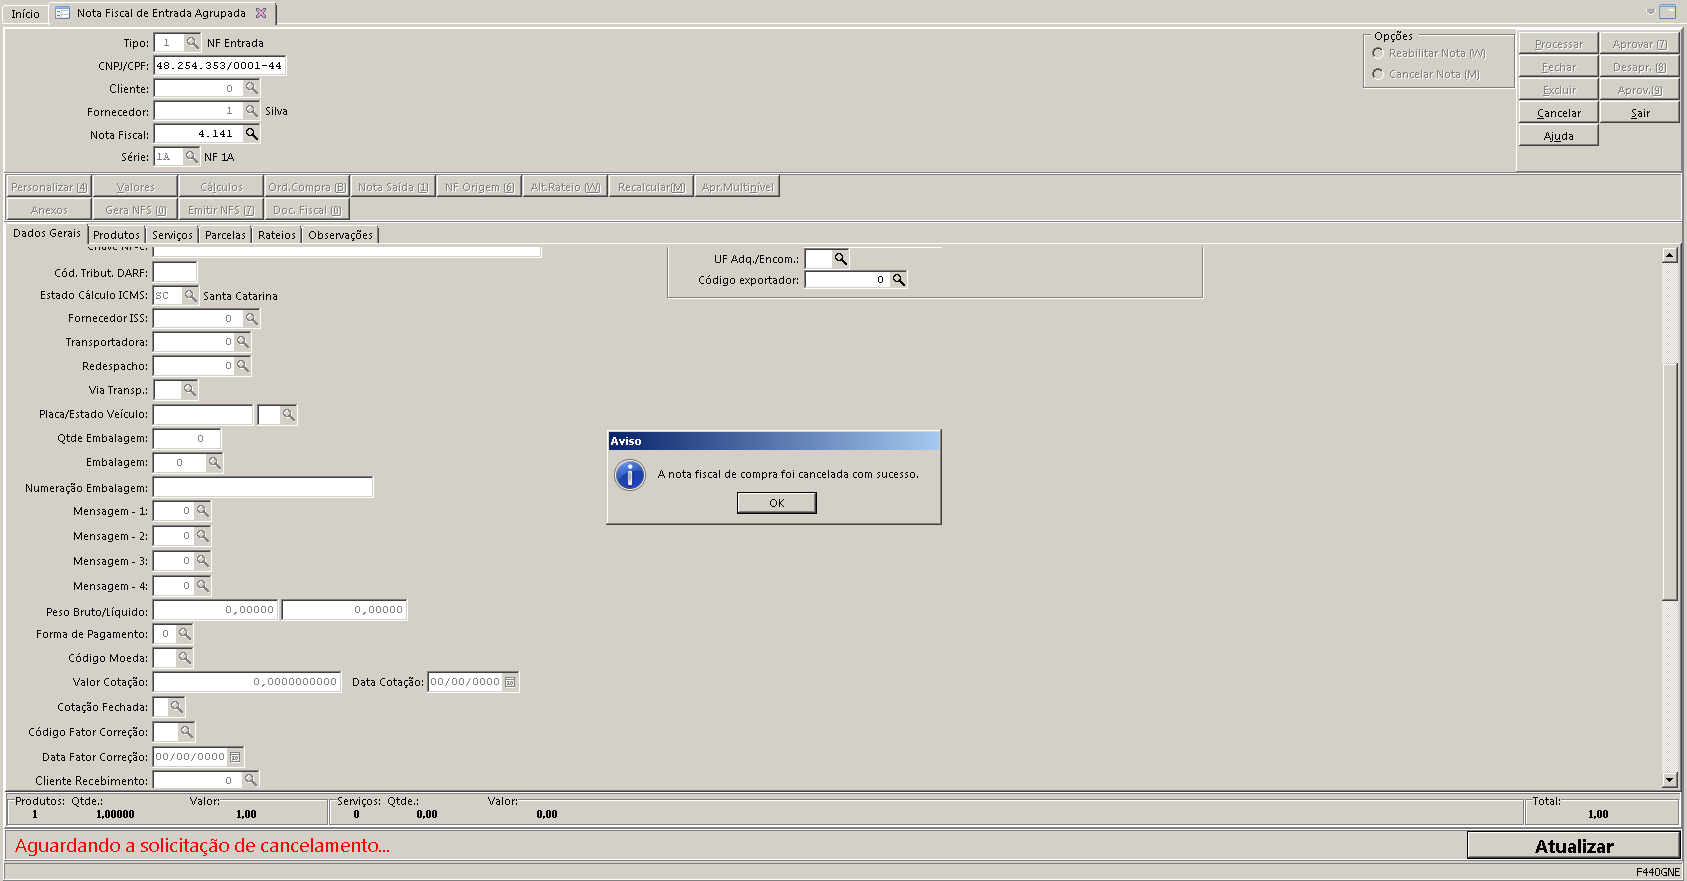 Início
Nota Fiscal de Entrada Agrupada
Tipo: 1 NF Entrada
CNPJ/CPF: 48.254.353/0001-44
Cliente: 0
Fornecedor: 1 Silva
Nota Fiscal: 4.141
Série: 1A NF 1A
Opções
Reabilitar Nota (W)
Cancelar Nota (M)
Processar
Aprovar (7)
Fechar
Desapr. (8)
Excluir
Aprov.(9)
Cancelar
Sair
Ajuda
Personalizar (4)
Valores
Cálculos
Ord.Compra (B)
Nota Saída (1)
NF Origem (6)
Alt.Rateio (W)
Recalcular(M)
Apr.Multinível
Anexos
Gera NFS (0)
Emitir NFS (7)
Doc. Fiscal (0)
Dados Gerais
Produtos
Serviços
Parcelas
Rateios
Observações
Chave NF-e:
Cód. Tribut. DARF:
Estado Cálculo ICMS: SC Santa Catarina
Fornecedor ISS: 0
Transportadora: 0
Redespacho: 0
Via Transp.:
Placa/Estado Veículo:
Qtde Embalagem: 0
Embalagem: 0
Numeração Embalagem:
Mensagem - 1: 0
Mensagem - 2: 0
Mensagem - 3: 0
Mensagem - 4: 0
Peso Bruto/Líquido: 0,00000 0,00000
Forma de Pagamento: 0
Código Moeda:
Valor Cotação: 0,0000000000 Data Cotação: 00/00/0000
Cotação Fechada:
Código Fator Correção:
Data Fator Correção: 00/00/0000
Cliente Recebimento: 0
UF Adq./Encom.:
Código exportador: 0
Aviso
A nota fiscal de compra foi cancelada com sucesso.
OK
Produtos: Qtde.: Valor:
1 1,00000 1,00
Serviços: Qtde.: Valor:
0 0,00 0,00
Total:
1,00
Aguardando a solicitação de cancelamento...
Atualizar
F440GNE